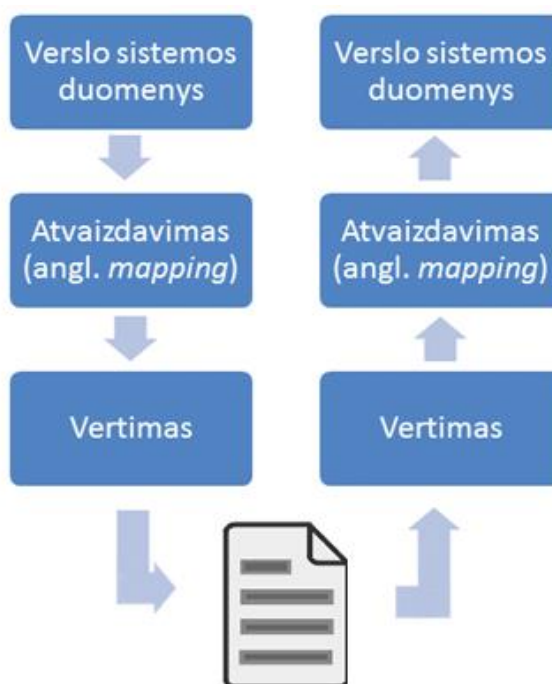 Verslo sistemos
duomenys
Atvaizdavimas
(angl. mapping)
Vertimas
Verslo sistemos
duomenys
Atvaizdavimas
(angl. mapping)
Vertimas